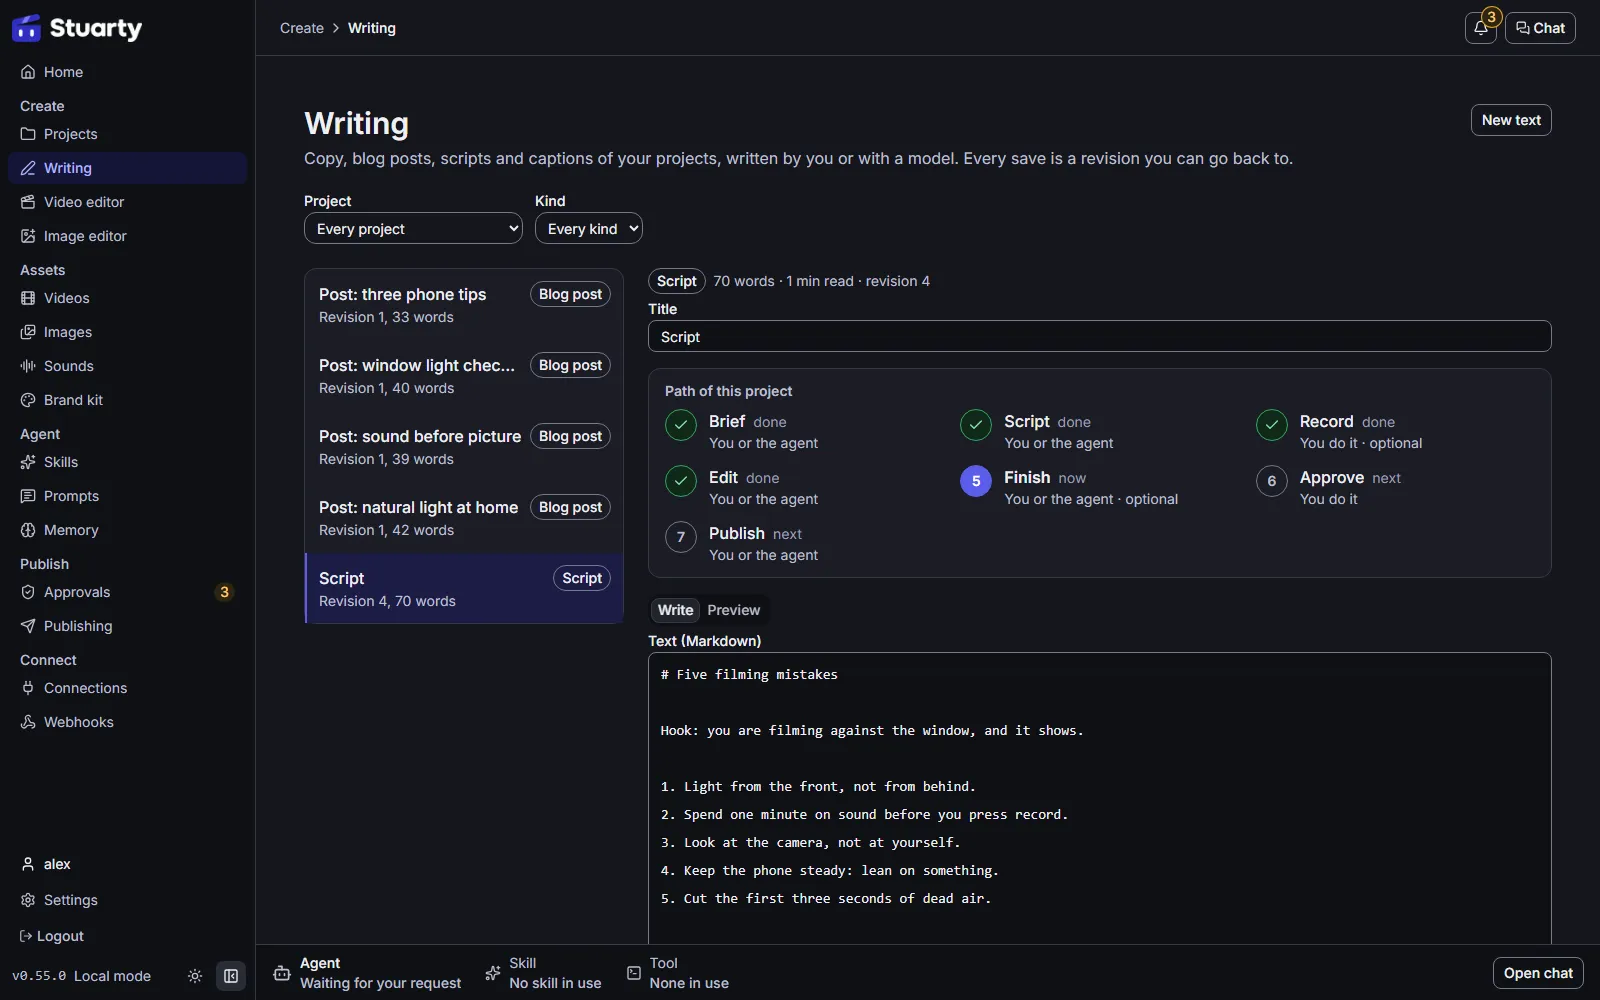 Stuarty
Home
Create
Projects
Writing
Video editor
Image editor
Assets
Videos
Images
Sounds
Brand kit
Agent
Skills
Prompts
Memory
Publish
Approvals 3
Publishing
Connect
Connections
Webhooks
alex
Settings
Logout
v0.55.0 Local mode
Create > Writing
3
Chat
Writing
New text
Copy, blog posts, scripts and captions of your projects, written by you or with a model. Every save is a revision you can go back to.
Project Kind
Every project Every kind
Post: three phone tips Blog post
Revision 1, 33 words
Post: window light chec... Blog post
Revision 1, 40 words
Post: sound before picture Blog post
Revision 1, 39 words
Post: natural light at home Blog post
Revision 1, 42 words
Script Script
Revision 4, 70 words
Script 70 words · 1 min read · revision 4
Title
Script
Path of this project
Brief done
You or the agent
Script done
You or the agent
Record done
You do it · optional
Edit done
You or the agent
5 Finish now
You or the agent · optional
6 Approve next
You do it
7 Publish next
You or the agent
Write Preview
Text (Markdown)
# Five filming mistakes
Hook: you are filming against the window, and it shows.
1. Light from the front, not from behind.
2. Spend one minute on sound before you press record.
3. Look at the camera, not at yourself.
4. Keep the phone steady: lean on something.
5. Cut the first three seconds of dead air.
Agent
Waiting for your request
Skill
No skill in use
Tool
None in use
Open chat